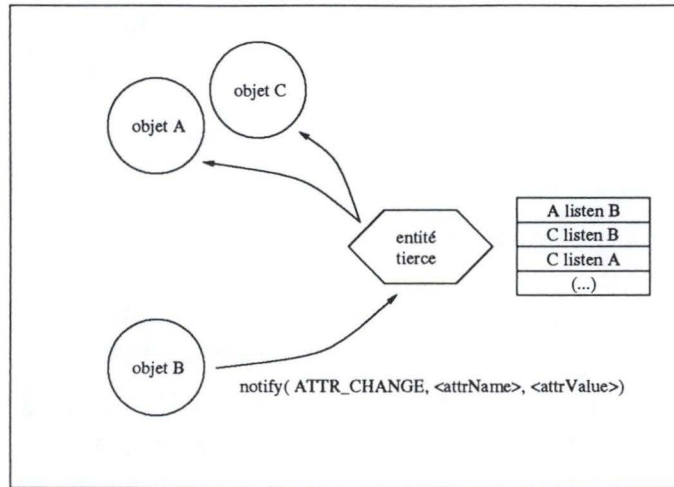 objet C
objet A
A listen B
entité
tierce
C listen B
C listen A
(...)
objet B
notify( ATTR_CHANGE, <attrName>, <attrValue>)